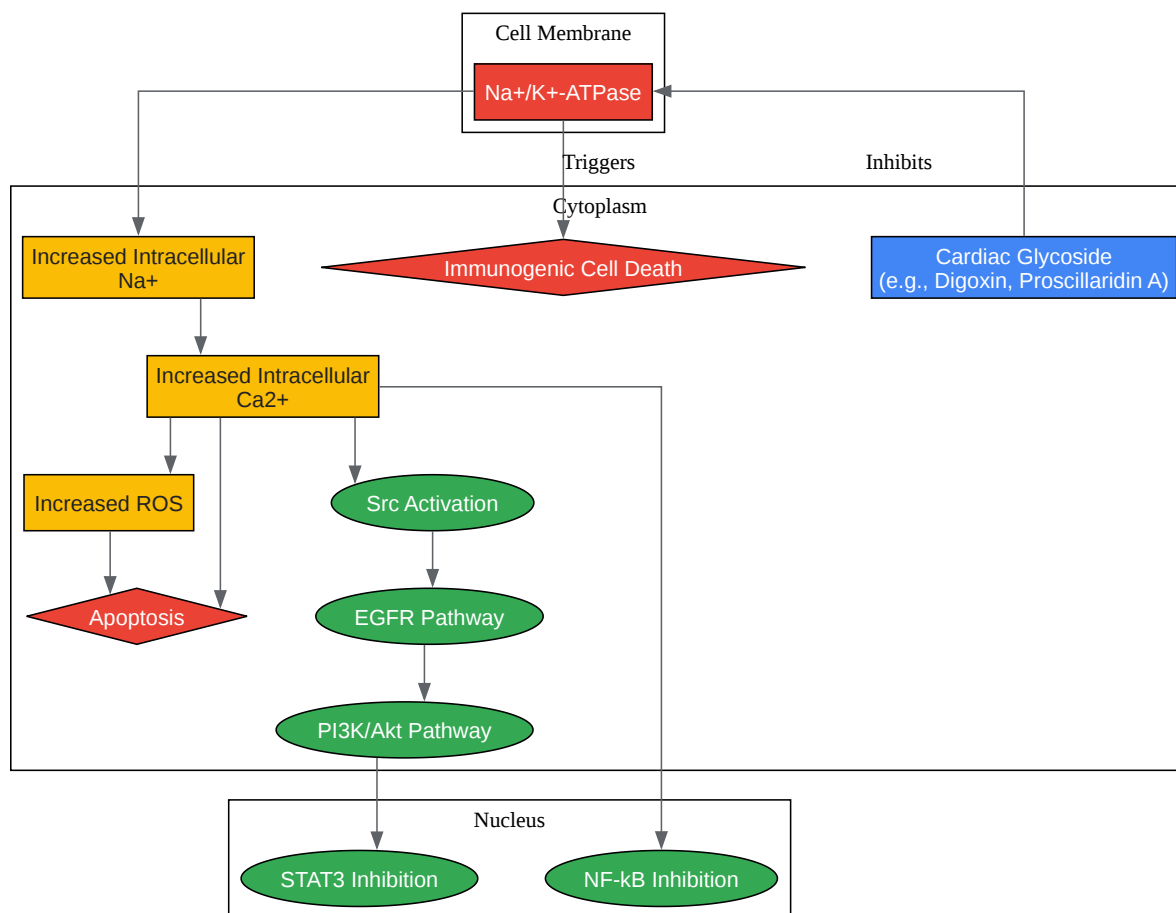 Cell Membrane
Na+/K+-ATPase
Triggers
Inhibits
Cytoplasm
Increased Intracellular
Na+
Immunogenic Cell Death
Cardiac Glycoside
(e.g., Digoxin, Proscillaridin A)
Increased Intracellular
Ca2+
Increased ROS
Src Activation
Apoptosis
EGFR Pathway
PI3K/Akt Pathway
Nucleus
STAT3 Inhibition
NF-kB Inhibition